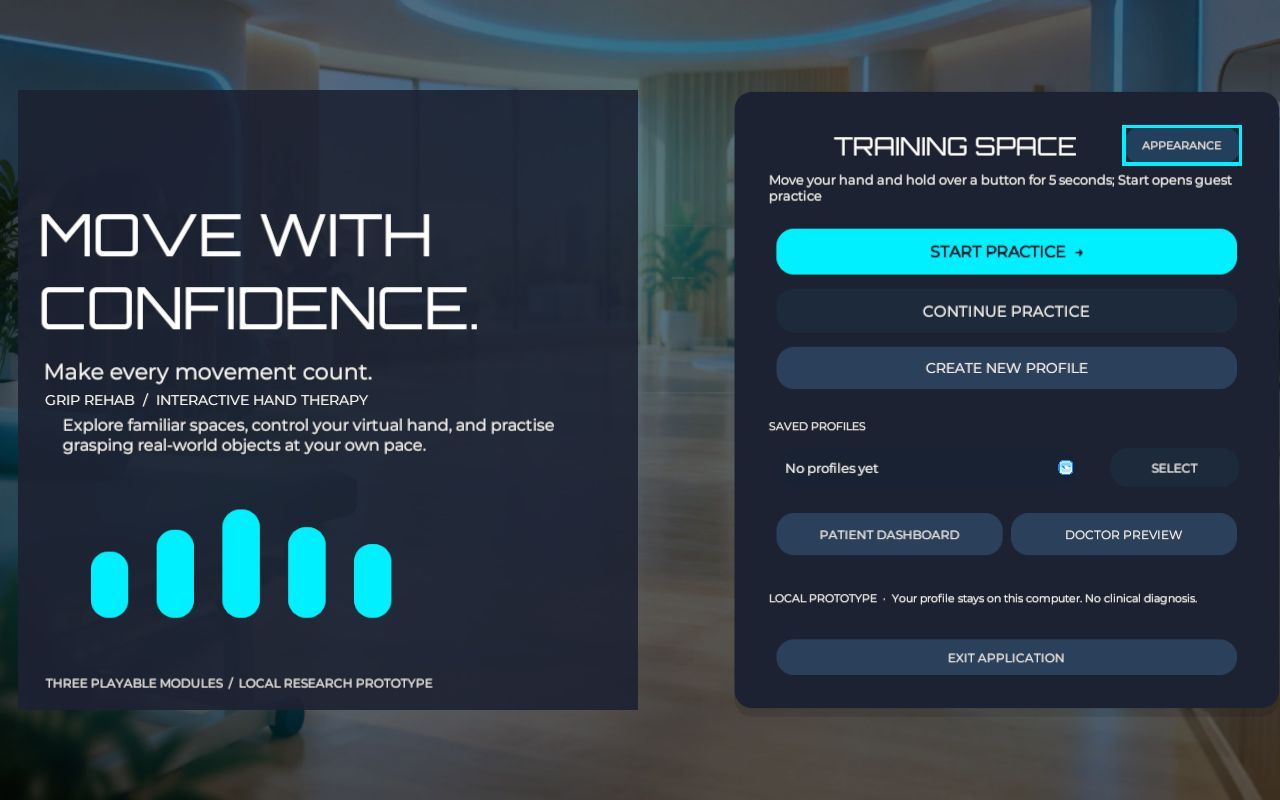 MOVE WITH
CONFIDENCE.
Make every movement count.
GRIP REHAB / INTERACTIVE HAND THERAPY
Explore familiar spaces, control your virtual hand, and practise
grasping real-world objects at your own pace.
THREE PLAYABLE MODULES / LOCAL RESEARCH PROTOTYPE
TRAINING SPACE
APPEARANCE
Move your hand and hold over a button for 5 seconds; Start opens guest
practice
START PRACTICE →
CONTINUE PRACTICE
CREATE NEW PROFILE
SAVED PROFILES
No profiles yet
SELECT
PATIENT DASHBOARD
DOCTOR PREVIEW
LOCAL PROTOTYPE · Your profile stays on this computer. No clinical diagnosis.
EXIT APPLICATION